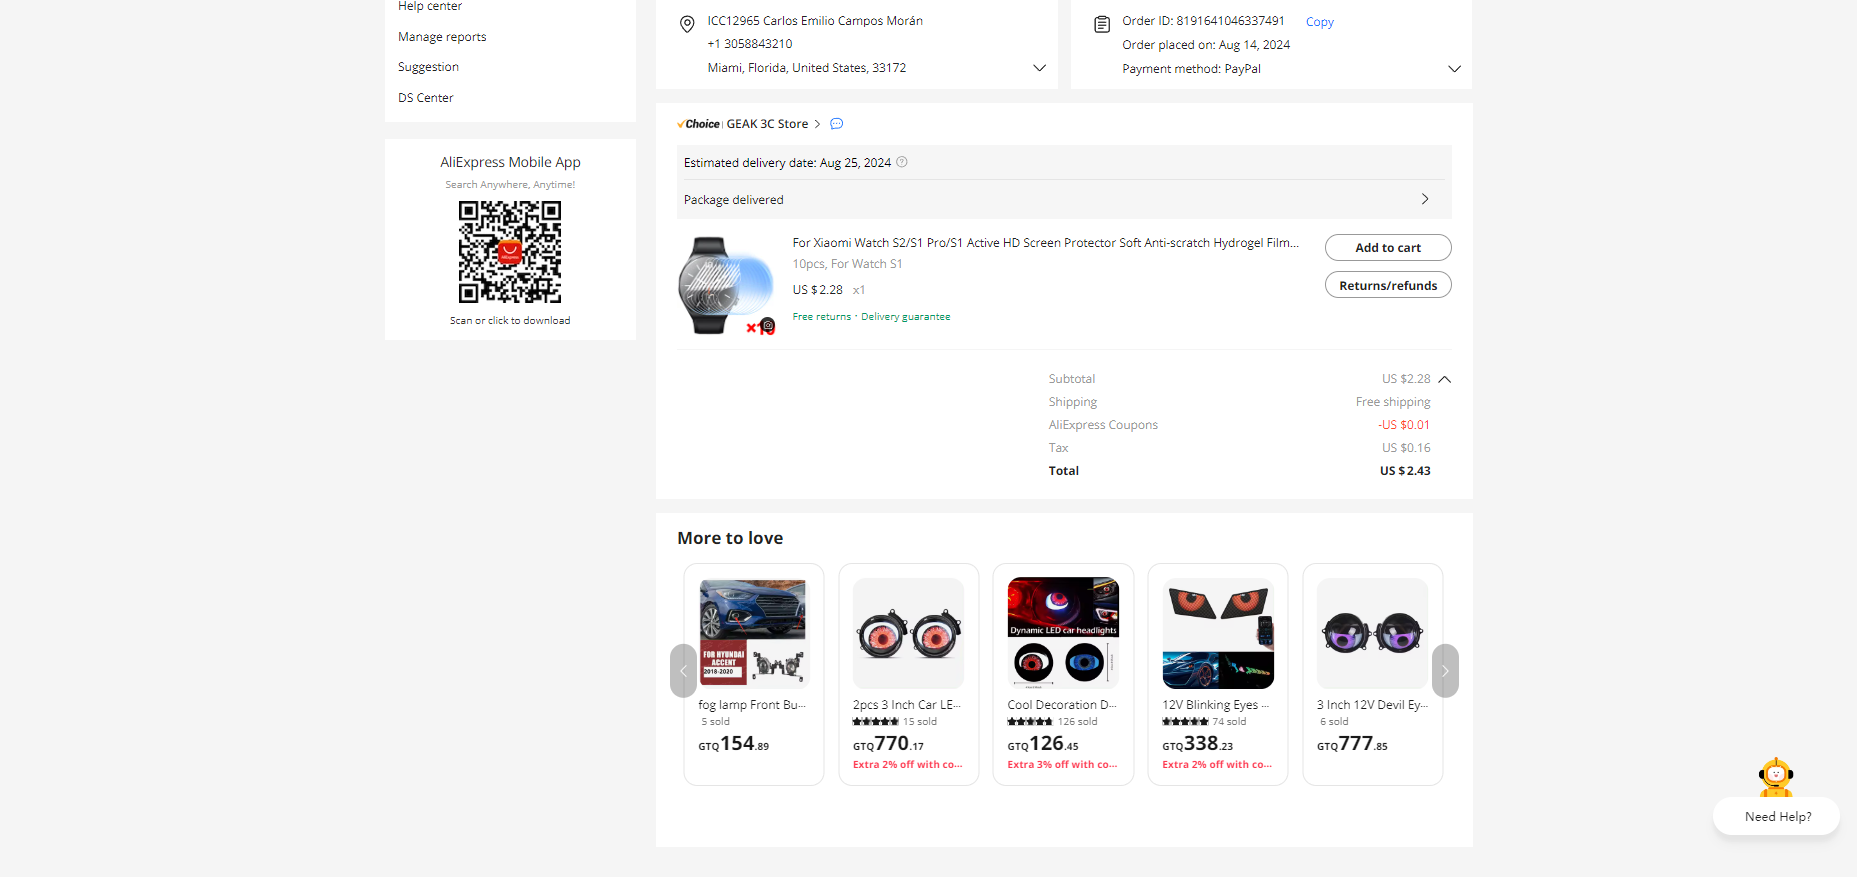 Help center
Manage reports
Suggestion
DS Center
AliExpress Mobile App
Search Anywhere, Anytime!
AliExpress
Scan or click to download
ICC12965 Carlos Emilio Campos Morán
+1 3058843210
Miami, Florida, United States, 33172
Order ID: 8191641046337491 Copy
Order placed on: Aug 14, 2024
Payment method: PayPal
Choice | GEAK 3C Store
Estimated delivery date: Aug 25, 2024
Package delivered
For Xiaomi Watch S2/S1 Pro/S1 Active HD Screen Protector Soft Anti-scratch Hydrogel Film...
10pcs, For Watch S1
US $2.28 x1
Free returns · Delivery guarantee
Add to cart
Returns/refunds
Subtotal US $2.28
Shipping Free shipping
AliExpress Coupons -US $0.01
Tax US $0.16
Total US $2.43
More to love
FOR HYUNDAI
ACCENT
2018-2020
fog lamp Front Bu...
5 sold
GTQ154.89
2pcs 3 Inch Car LE...
15 sold
GTQ770.17
Extra 2% off with co...
Dynamic LED car headlights
Cool Decoration D...
126 sold
GTQ126.45
Extra 3% off with co...
12V Blinking Eyes ...
74 sold
GTQ338.23
Extra 2% off with co...
3 Inch 12V Devil Ey...
6 sold
GTQ777.85
Need Help?